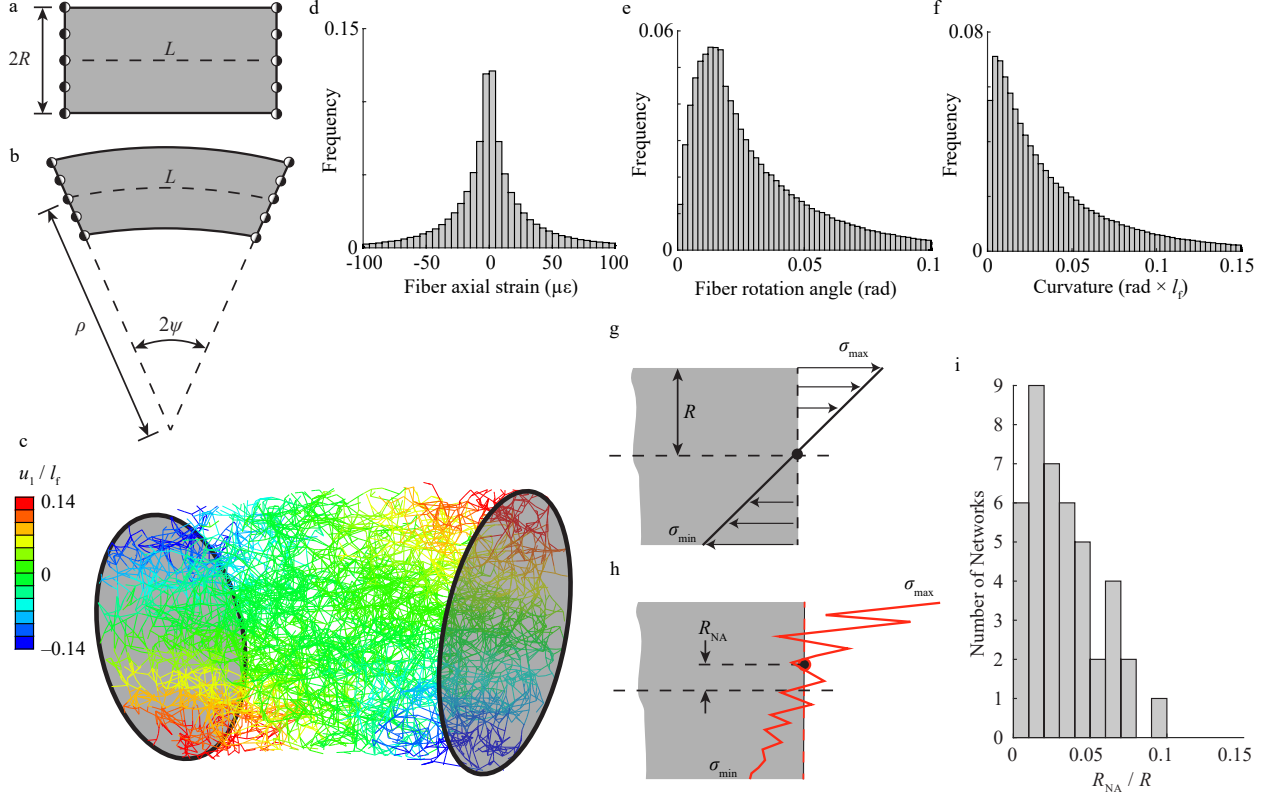 a
2R
L
b
L
ρ
2ψ
c
u1 / lf
0.14
0
–0.14
d
0.15
Frequency
0
-100
-50
0
50
100
Fiber axial strain (με)
e
0.06
Frequency
0
0
0.05
0.1
Fiber rotation angle (rad)
f
0.08
Frequency
0
0
0.05
0.1
0.15
Curvature (rad × lf)
g
σmax
R
σmin
h
σmax
RNA
σmin
i
9
8
7
6
5
4
3
2
1
0
Number of Networks
0
0.05
0.15
RNA / R